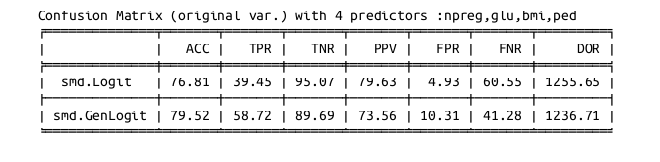 Confusion Matrix (original var.) with 4 predictors :npreg,glu,bmi,ped
| | ACC | TPR | TNR | PPV | FPR | FNR | DOR |
| smd.Logit | 76.81 | 39.45 | 95.07 | 79.63 | 4.93 | 60.55 | 1255.65 |
| smd.GenLogit | 79.52 | 58.72 | 89.69 | 73.56 | 10.31 | 41.28 | 1236.71 |